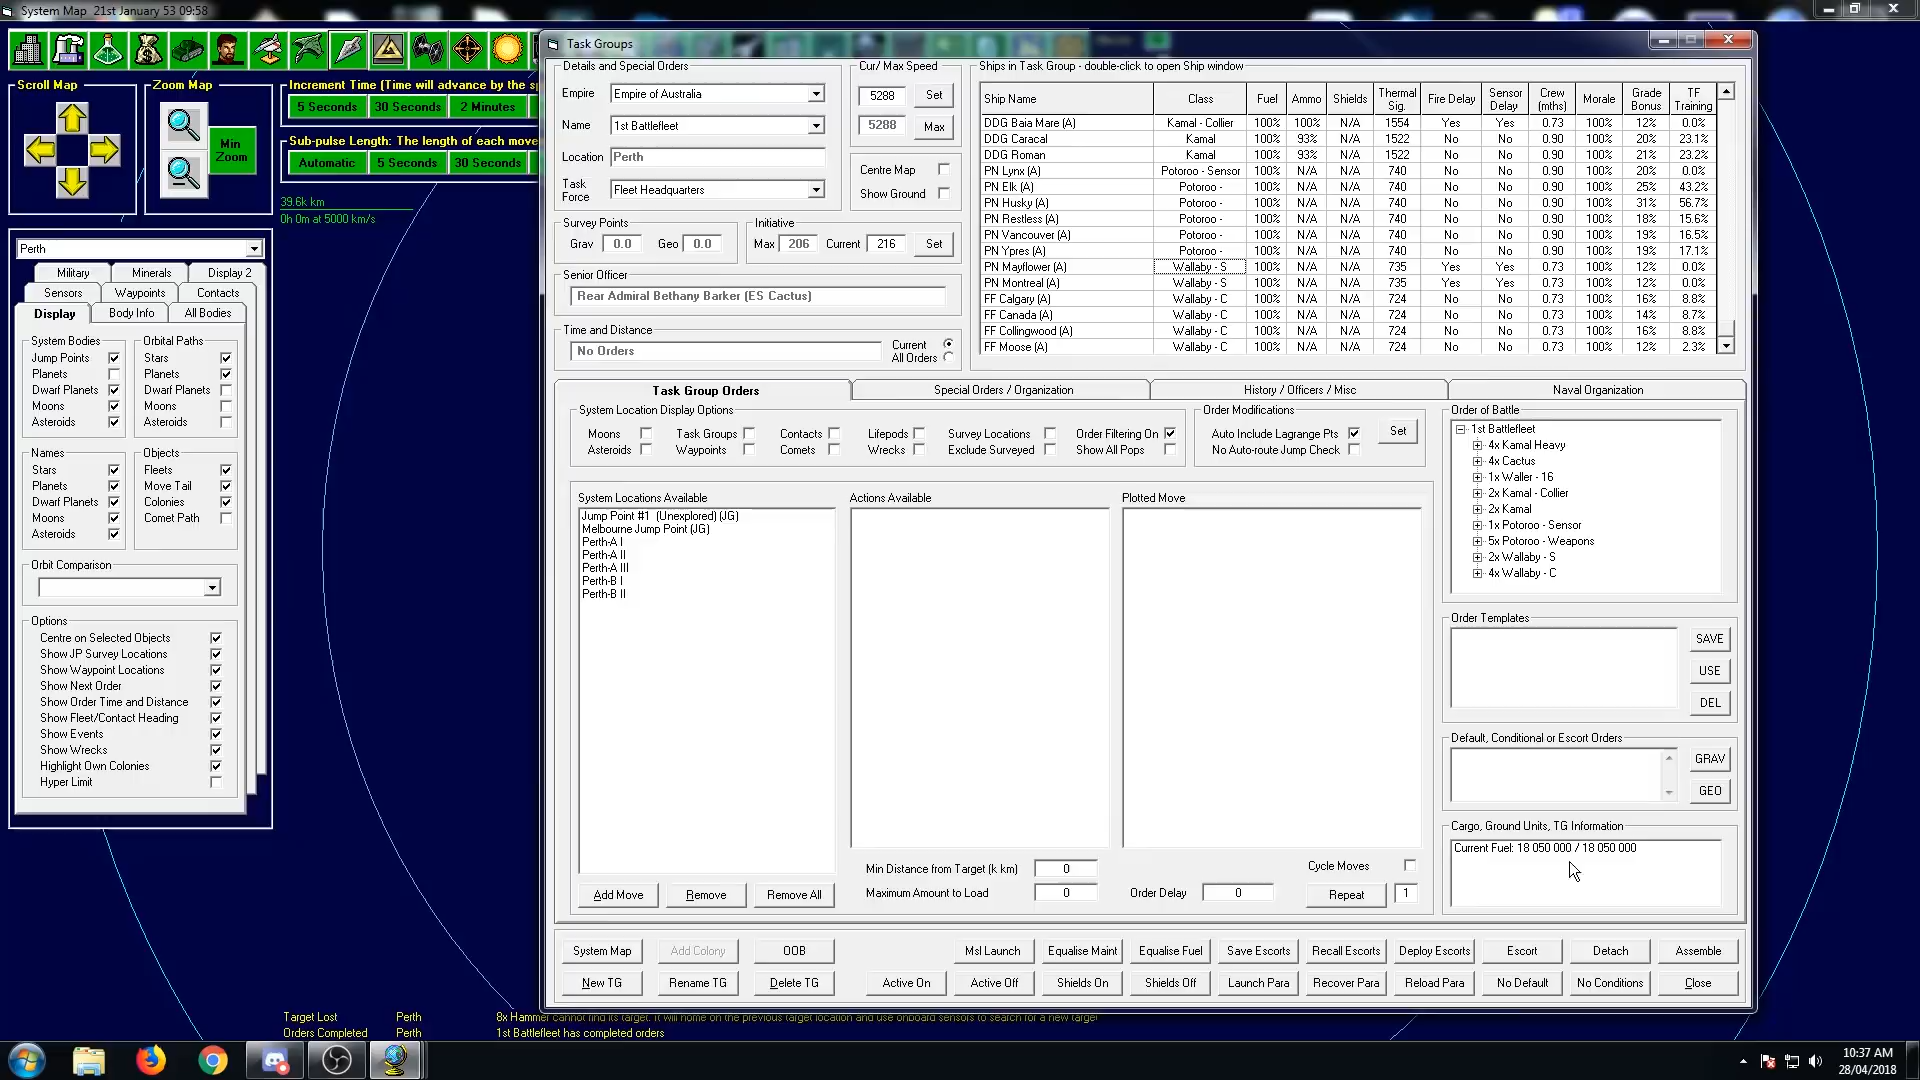 System Map 21st January 53 09:58
Scroll Map
Zoom Map
Min Zoom
Increment Time (Time will advance by the sp
5 Seconds 30 Seconds 2 Minutes
Sub-pulse Length: The length of each move
Automatic 5 Seconds 30 Seconds
39.6k km
0h 0m at 5000 km/s
Perth
Military Minerals Display 2
Sensors Waypoints Contacts
Display Body Info All Bodies
System Bodies
Jump Points
Planets
Dwarf Planets
Moons
Asteroids
Orbital Paths
Stars
Planets
Dwarf Planets
Moons
Asteroids
Names
Stars
Planets
Dwarf Planets
Moons
Asteroids
Objects
Fleets
Move Tail
Colonies
Comet Path
Orbit Comparison
Options
Centre on Selected Objects
Show JP Survey Locations
Show Waypoint Locations
Show Next Order
Show Order Time and Distance
Show Fleet/Contact Heading
Show Events
Show Wrecks
Highlight Own Colonies
Hyper Limit
Task Groups
Details and Special Orders
Empire Empire of Australia
Name 1st Battlefleet
Location Perth
Task Force Fleet Headquarters
Cur/ Max Speed
5288 Set
5288 Max
Centre Map
Show Ground
Survey Points
Grav 0.0 Geo 0.0
Initiative
Max 206 Current 216 Set
Senior Officer
Rear Admiral Bethany Barker (ES Cactus)
Time and Distance
No Orders
Current
All Orders
Ships in Task Group - double-click to open Ship window
Ship Name Class Fuel Ammo Shields Thermal Sig. Fire Delay Sensor Delay Crew (mths) Morale Grade Bonus TF Training
DDG Baia Mare (A) Kamal - Collier 100% 100% N/A 1554 Yes Yes 0.73 100% 12% 0.0%
DDG Caracal Kamal 100% 93% N/A 1522 No No 0.90 100% 20% 23.1%
DDG Roman Kamal 100% 93% N/A 1522 No No 0.90 100% 21% 23.2%
PN Lynx (A) Potoroo - Sensor 100% N/A N/A 740 No No 0.90 100% 20% 0.0%
PN Elk (A) Potoroo - 100% N/A N/A 740 No No 0.90 100% 25% 43.2%
PN Husky (A) Potoroo - 100% N/A N/A 740 No No 0.90 100% 31% 56.7%
PN Restless (A) Potoroo - 100% N/A N/A 740 No No 0.90 100% 18% 15.6%
PN Vancouver (A) Potoroo - 100% N/A N/A 740 No No 0.90 100% 19% 16.5%
PN Ypres (A) Potoroo - 100% N/A N/A 740 No No 0.90 100% 19% 17.1%
PN Mayflower (A) Wallaby - S 100% N/A N/A 735 Yes Yes 0.73 100% 12% 0.0%
PN Montreal (A) Wallaby - S 100% N/A N/A 735 Yes Yes 0.73 100% 12% 0.0%
FF Calgary (A) Wallaby - C 100% N/A N/A 724 No No 0.73 100% 16% 8.8%
FF Canada (A) Wallaby - C 100% N/A N/A 724 No No 0.73 100% 14% 8.7%
FF Collingwood (A) Wallaby - C 100% N/A N/A 724 No No 0.73 100% 16% 8.8%
FF Moose (A) Wallaby - C 100% N/A N/A 724 No No 0.73 100% 12% 2.3%
Task Group Orders Special Orders / Organization History / Officers / Misc Naval Organization
System Location Display Options
Moons Task Groups Contacts Lifepods Survey Locations Order Filtering On
Asteroids Waypoints Comets Wrecks Exclude Surveyed Show All Pops
Order Modifications
Auto Include Lagrange Pts
No Auto-route Jump Check
Set
System Locations Available
Jump Point #1 (Unexplored) (JG)
Melbourne Jump Point (JG)
Perth-A I
Perth-A II
Perth-A III
Perth-B I
Perth-B II
Actions Available
Plotted Move
Order of Battle
1st Battlefleet
4x Kamal Heavy
4x Cactus
1x Waller - 16
2x Kamal - Collier
2x Kamal
1x Potoroo - Sensor
5x Potoroo - Weapons
2x Wallaby - S
4x Wallaby - C
Order Templates
SAVE
USE
DEL
Default, Conditional or Escort Orders
GRAV
GEO
Cargo, Ground Units, TG Information
Current Fuel: 18 050 000 / 18 050 000
Min Distance from Target (k km) 0
Cycle Moves
Add Move Remove Remove All
Maximum Amount to Load 0 Order Delay 0 Repeat 1
System Map Add Colony OOB Msl Launch Equalise Maint Equalise Fuel Save Escorts Recall Escorts Deploy Escorts Escort Detach Assemble
New TG Rename TG Delete TG Active On Active Off Shields On Shields Off Launch Para Recover Para Reload Para No Default No Conditions Close
Target Lost Perth 8x Hammer cannot find its target. It will home on the previous target location and use onboard sensors to search for a new target
Orders Completed Perth 1st Battlefleet has completed orders
10:37 AM
28/04/2018